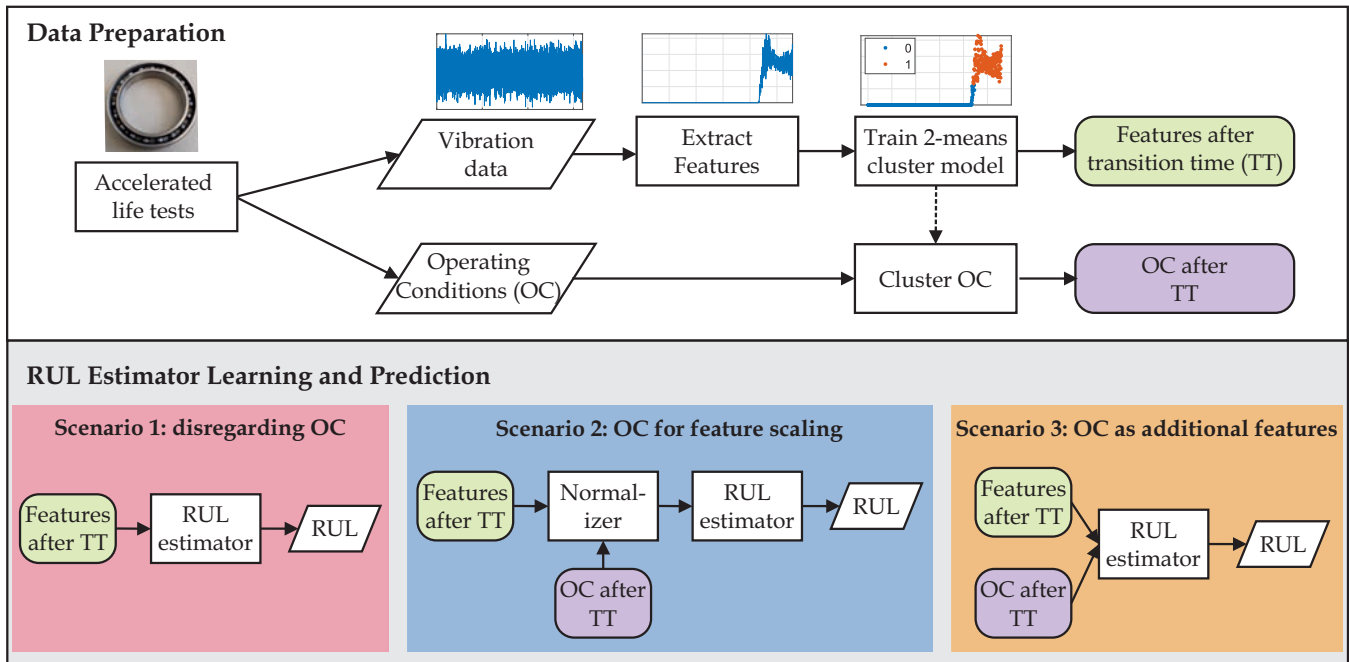 Data Preparation
0
1
Accelerated
life tests
Vibration
data
Extract
Features
Train 2-means
cluster model
Features after
transition time (TT)
Operating
Conditions (OC)
Cluster OC
OC after
TT
RUL Estimator Learning and Prediction
Scenario 1: disregarding OC
Features
after TT
RUL
estimator
RUL
Scenario 2: OC for feature scaling
Features
after TT
Normal-
izer
RUL
estimator
RUL
OC after
TT
Scenario 3: OC as additional features
Features
after TT
OC after
TT
RUL
estimator
RUL